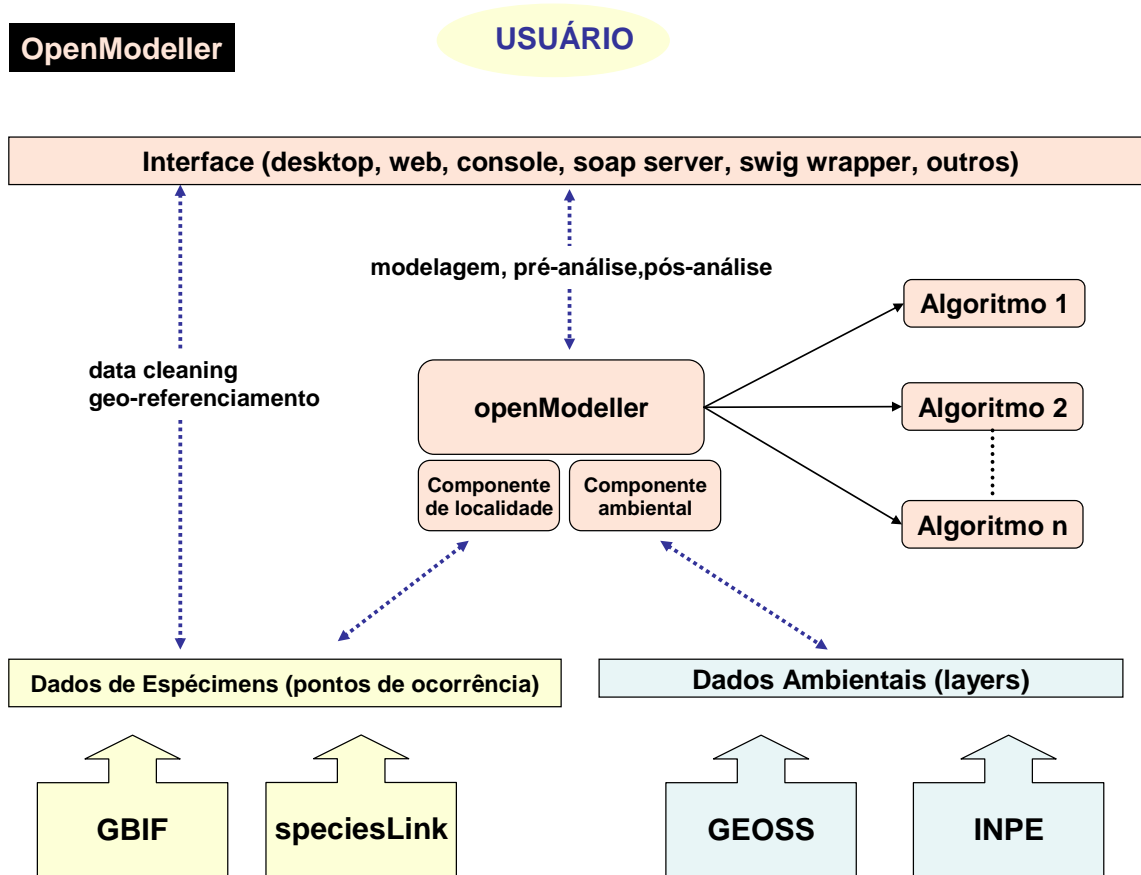 OpenModeller
USUÁRIO
Interface (desktop, web, console, soap server, swig wrapper, outros)
modelagem, pré-análise,pós-análise
data cleaning
geo-referenciamento
openModeller
Componente
de localidade
Componente
ambiental
Algoritmo 1
Algoritmo 2
Algoritmo n
Dados de Espécimens (pontos de ocorrência)
Dados Ambientais (layers)
GBIF
speciesLink
GEOSS
INPE